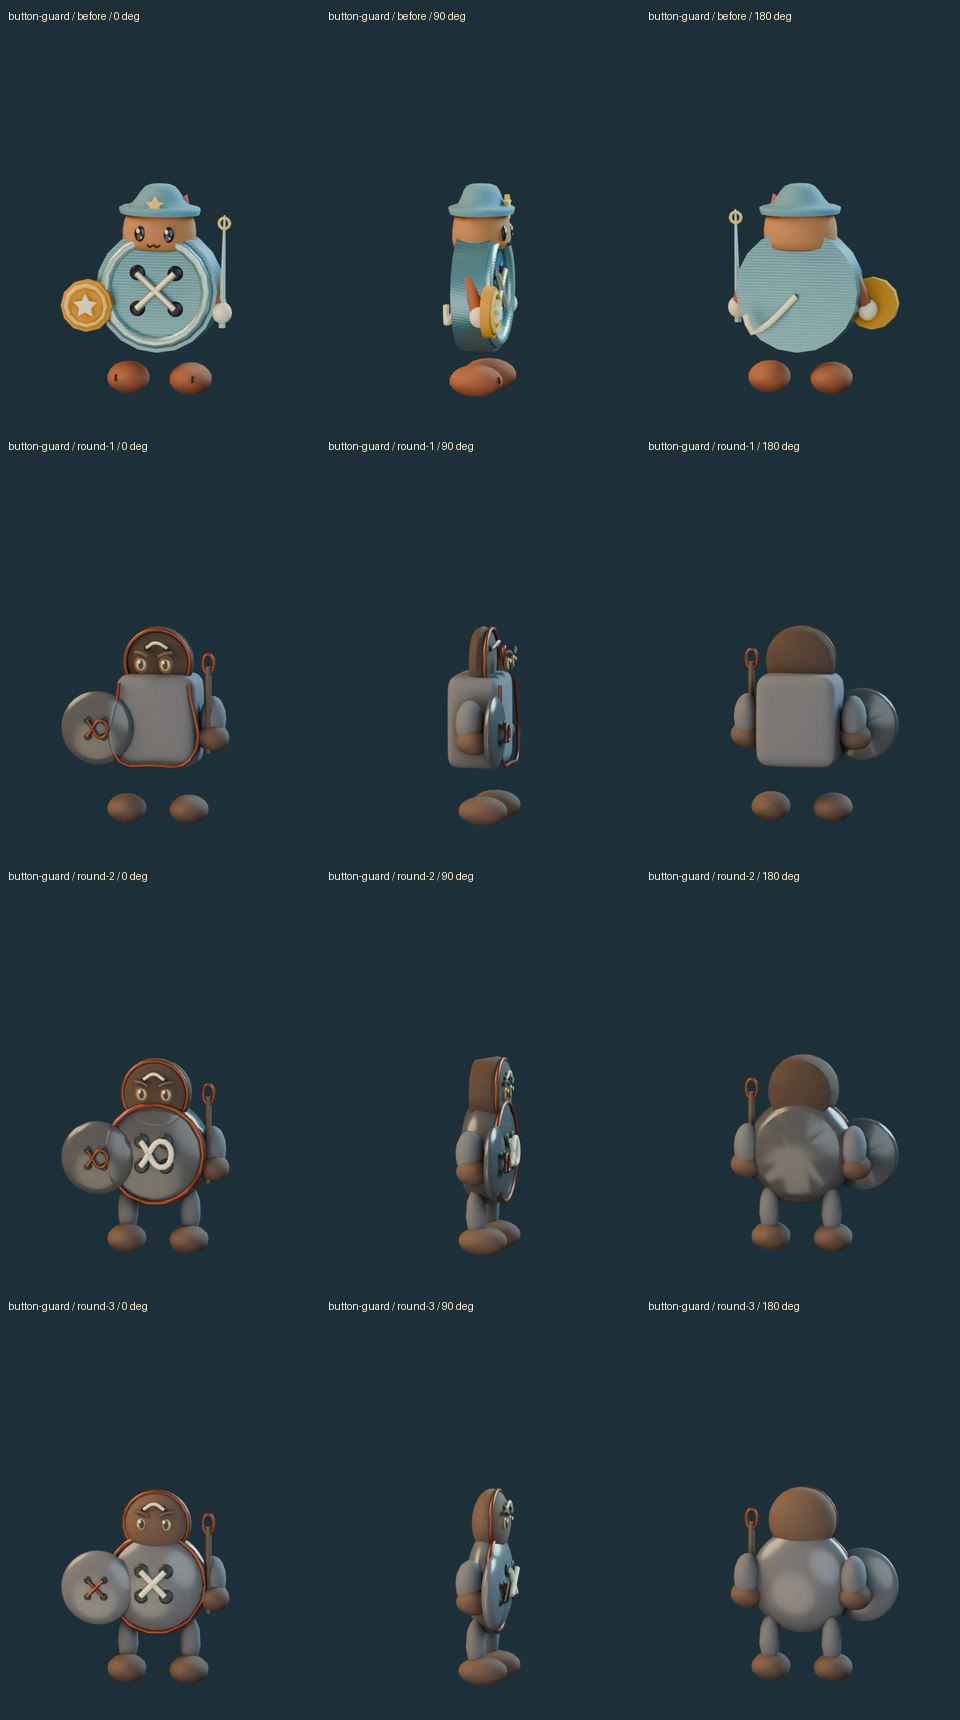 button-guard / before / 0 deg
button-guard / before / 90 deg
button-guard / before / 180 deg
button-guard / round-1 / 0 deg
button-guard / round-1 / 90 deg
button-guard / round-1 / 180 deg
button-guard / round-2 / 0 deg
button-guard / round-2 / 90 deg
button-guard / round-2 / 180 deg
button-guard / round-3 / 0 deg
button-guard / round-3 / 90 deg
button-guard / round-3 / 180 deg